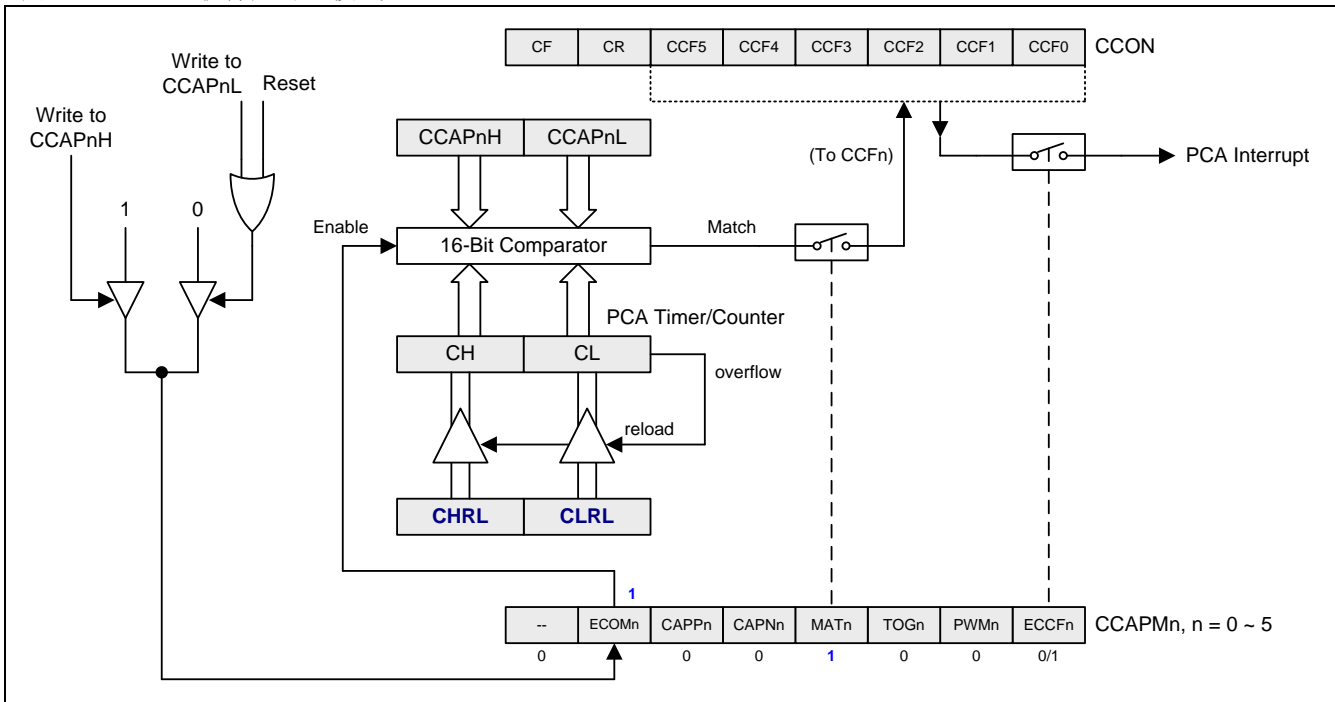 CF CR CCF5 CCF4 CCF3 CCF2 CCF1 CCF0 CCON
Write to
CCAPnL
Reset
Write to
CCAPnH
CCAPnH CCAPnL
(To CCFn)
PCA Interrupt
1 0
Enable
16-Bit Comparator
Match
PCA Timer/Counter
CH CL
overflow
reload
CHRL CLRL
1
-- ECOMn CAPPn CAPNn MATn TOGn PWMn ECCFn CCAPMn, n = 0 ~ 5
0 0 0 1 0 0 0/1